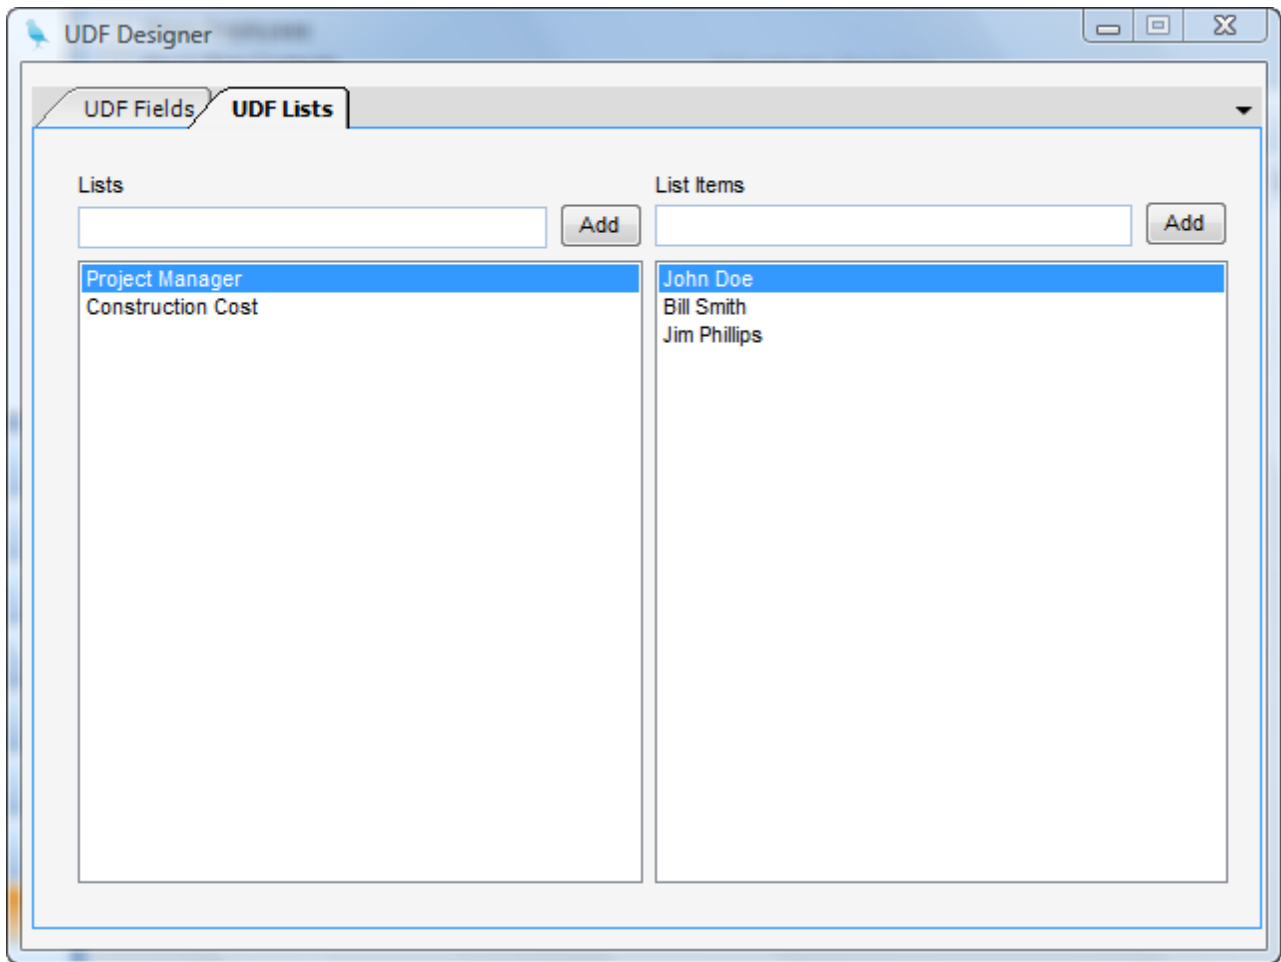 UDF Designer
UDF Fields
UDF Lists
Lists
List Items
Add
Add
Project Manager
Construction Cost
John Doe
Bill Smith
Jim Phillips